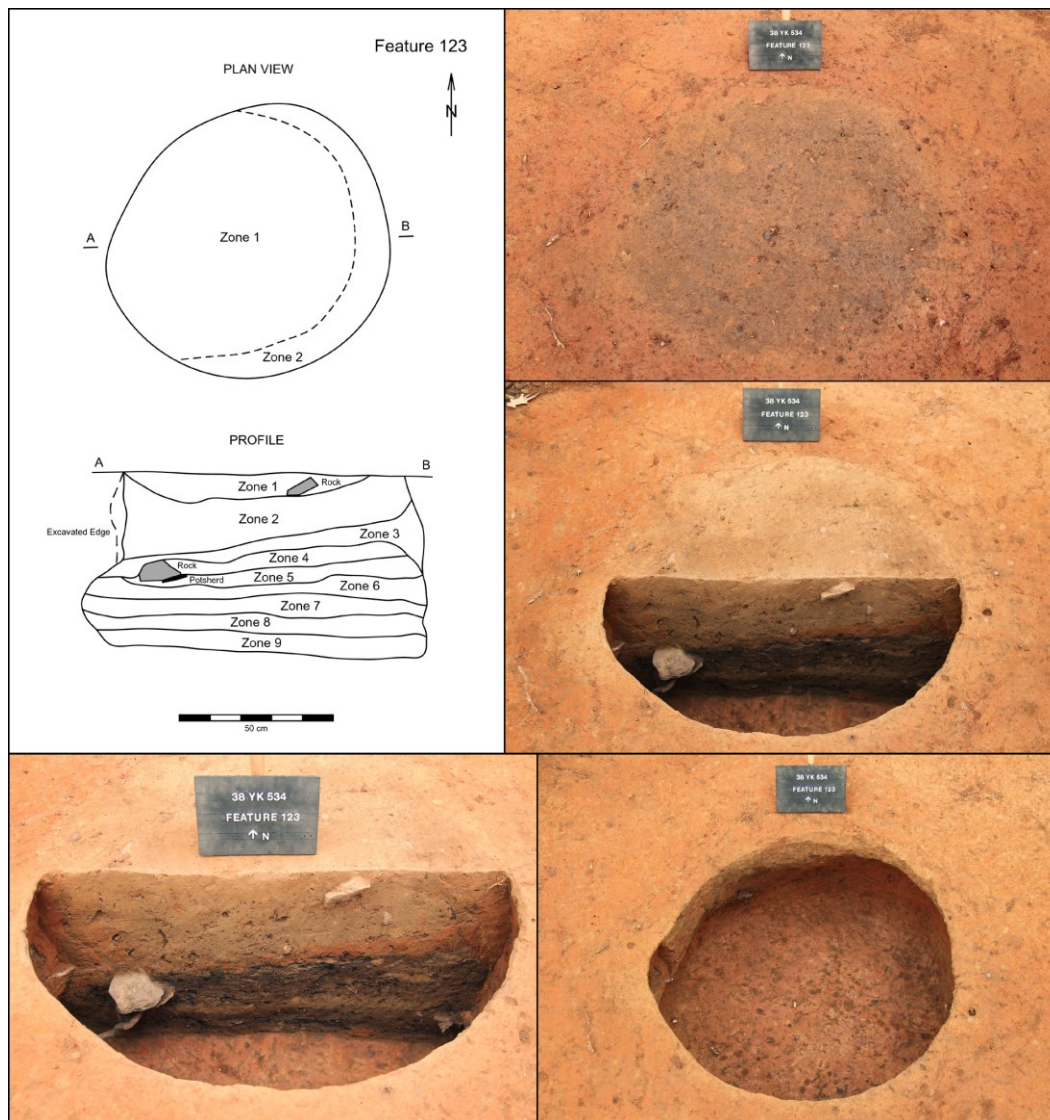 Feature 123
PLAN VIEW
N
A
B
Zone 1
Zone 2
PROFILE
A
B
Zone 1
Rock
Zone 2
Zone 3
Excavated Edge
Zone 4
Rock
Zone 5
Potsherd
Zone 6
Zone 7
Zone 8
Zone 9
50 cm
38 YK 534
FEATURE 123
↑ N
38 YK 534
FEATURE 123
↑ N
38 YK 534
FEATURE 123
↑ N
38 YK 534
FEATURE 123
↑ N